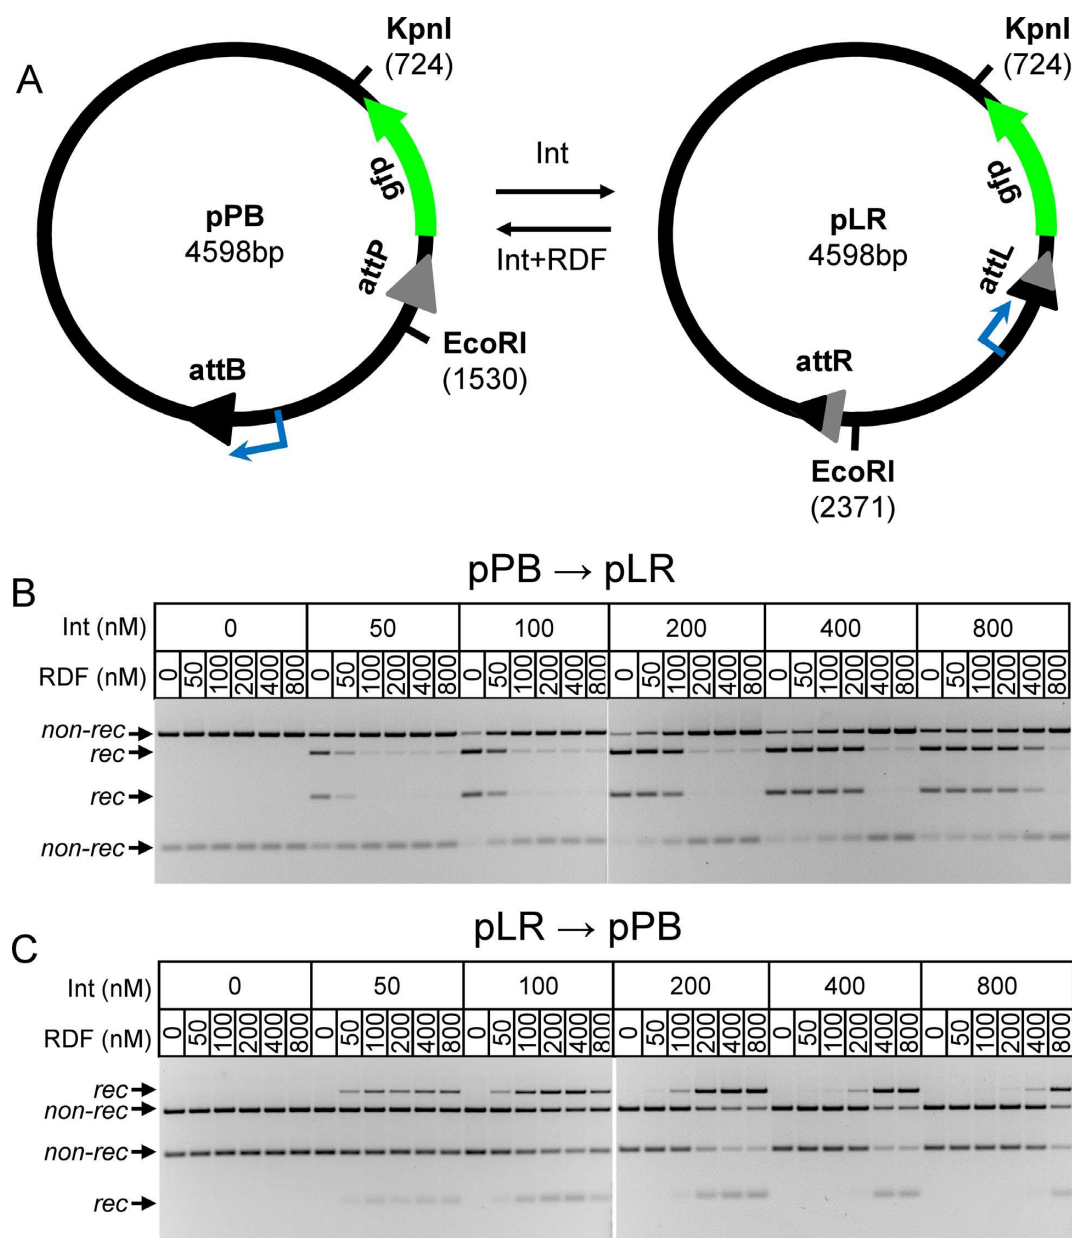 A
KpnI
(724)
gfp
pPB
4598bp
attP
EcoRI
(1530)
attB
Int
Int+RDF
KpnI
(724)
gfp
pLR
4598bp
attL
attR
EcoRI
(2371)
B
pPB → pLR
Int (nM) 0 50 100 200 400 800
RDF (nM) 0 50 100 200 400 800 0 50 100 200 400 800 0 50 100 200 400 800 0 50 100 200 400 800 0 50 100 200 400 800 0 50 100 200 400 800
non-rec
rec
rec
non-rec
C
pLR → pPB
Int (nM) 0 50 100 200 400 800
RDF (nM) 0 50 100 200 400 800 0 50 100 200 400 800 0 50 100 200 400 800 0 50 100 200 400 800 0 50 100 200 400 800 0 50 100 200 400 800
rec
non-rec
non-rec
rec